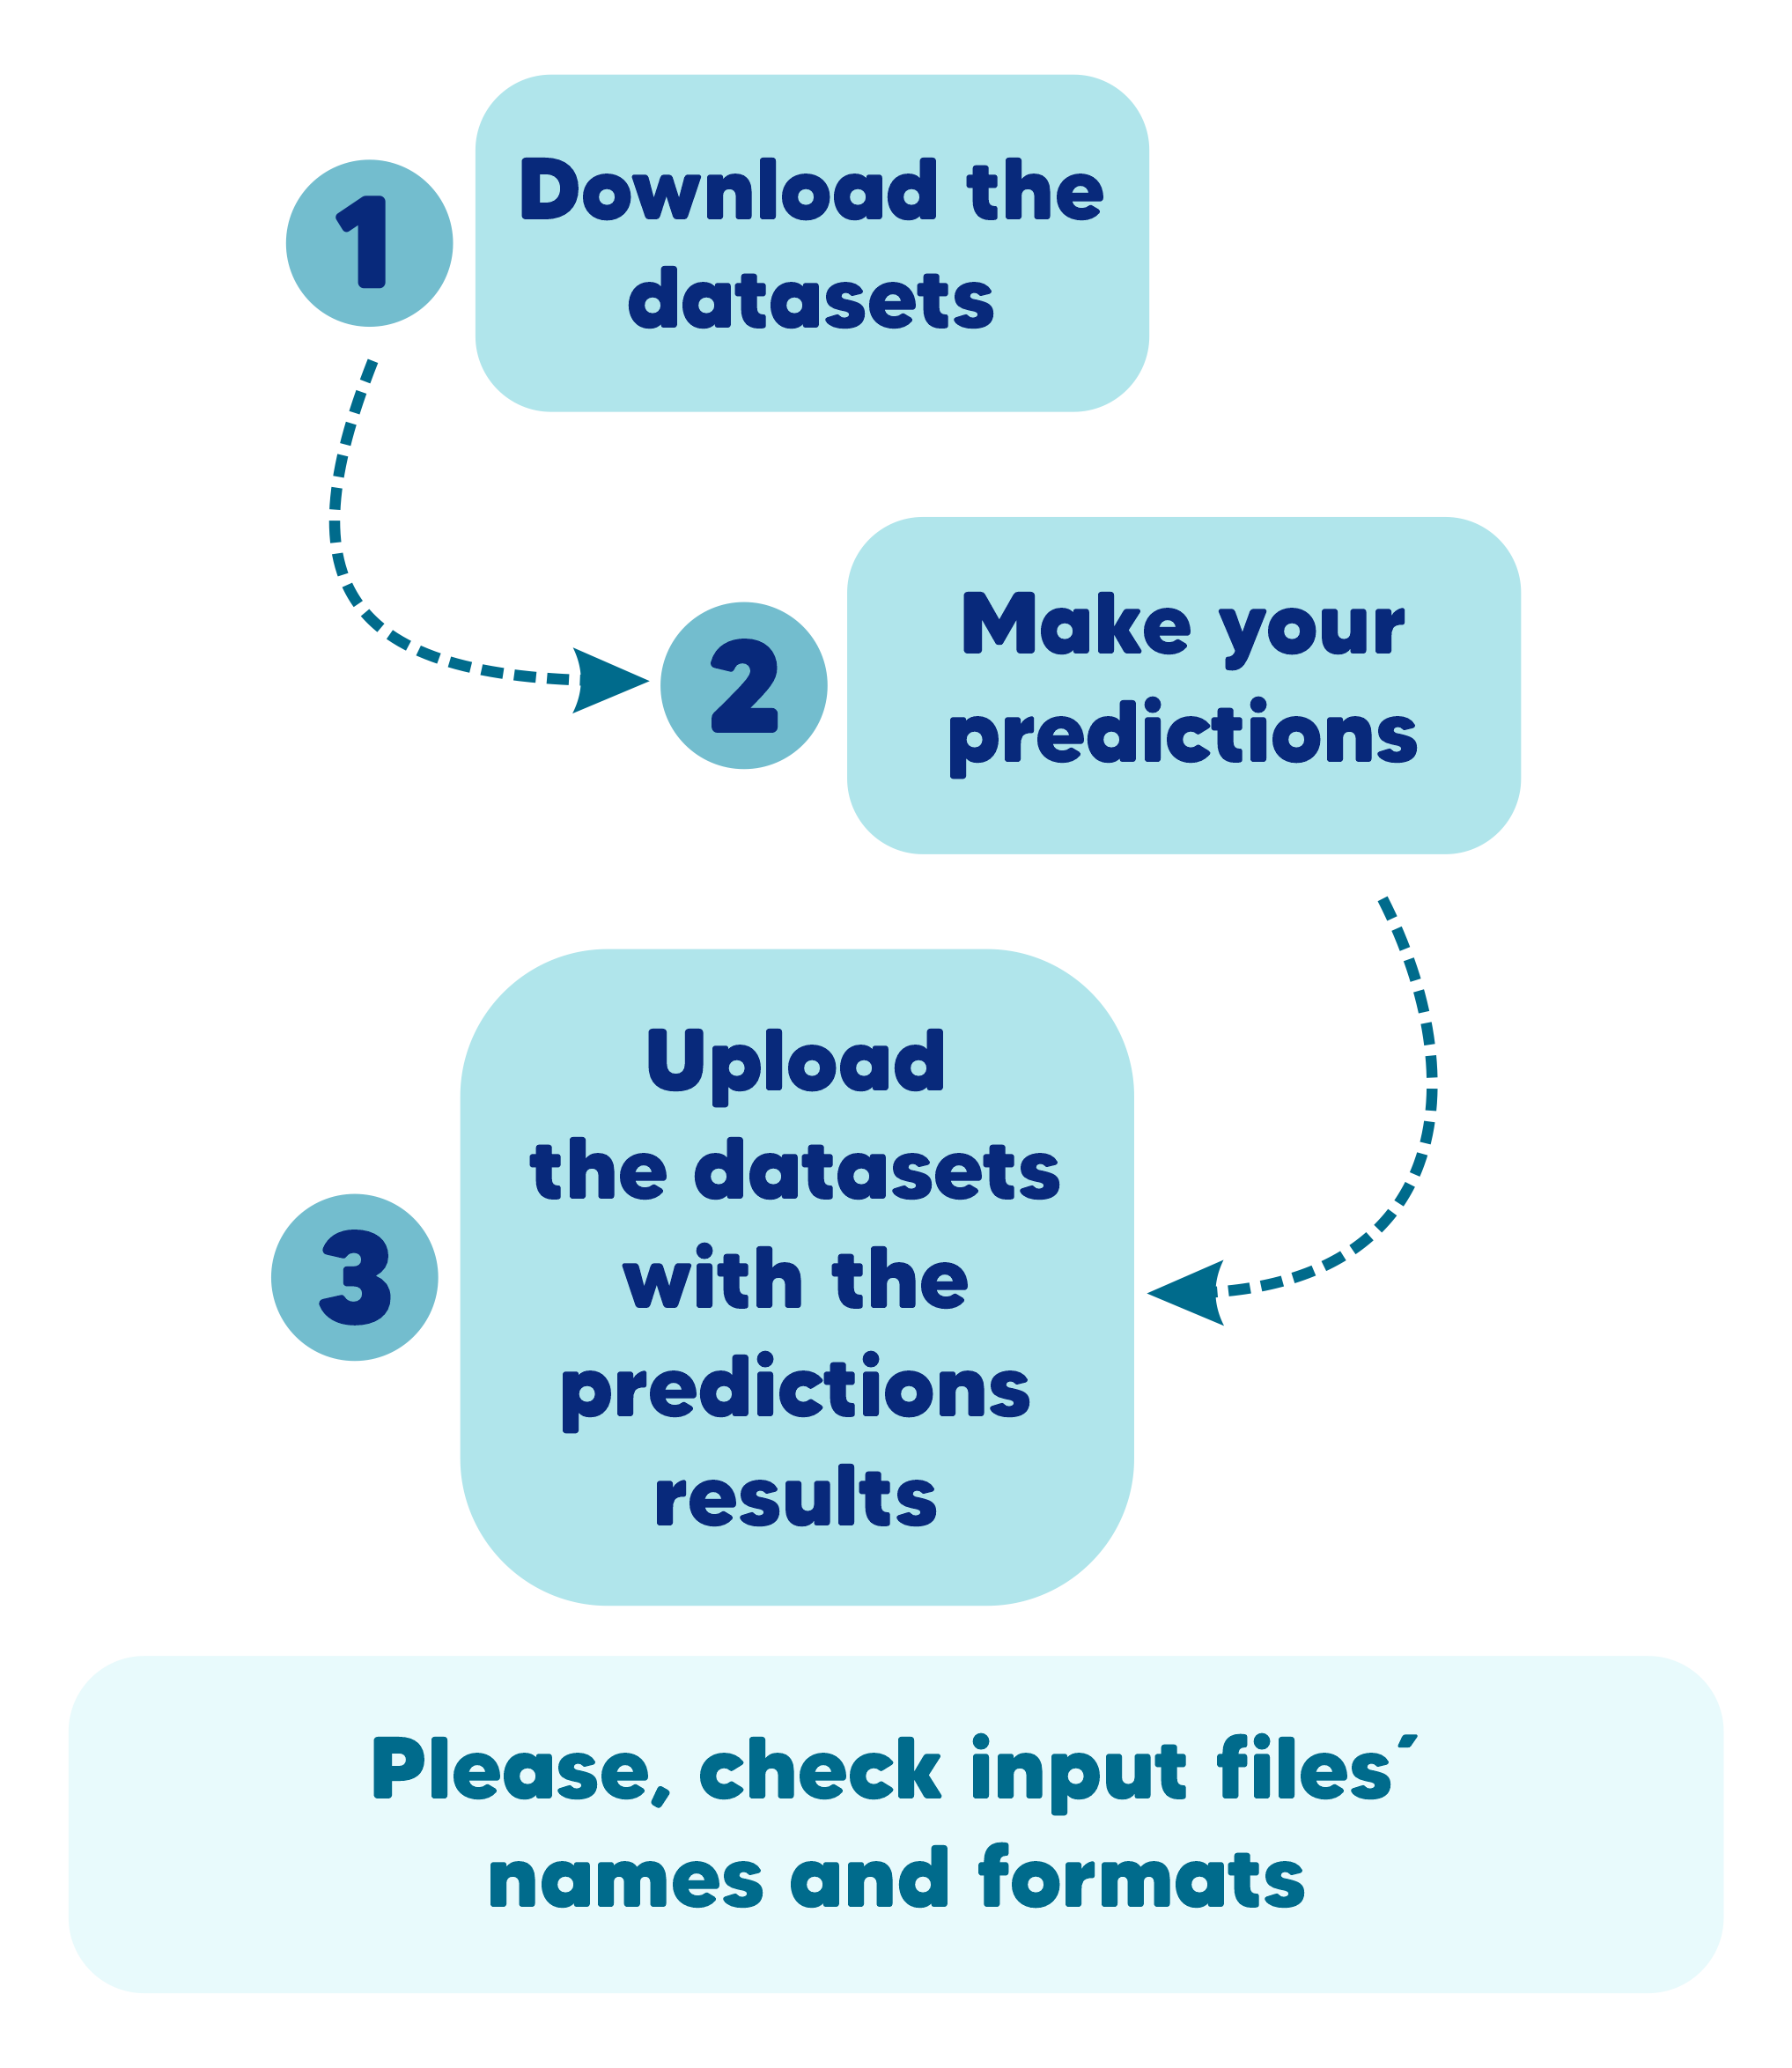 1
Download the
datasets
2
Make your
predictions
3
Upload
the datasets
with the
predictions
results
Please, check input files´
names and formats